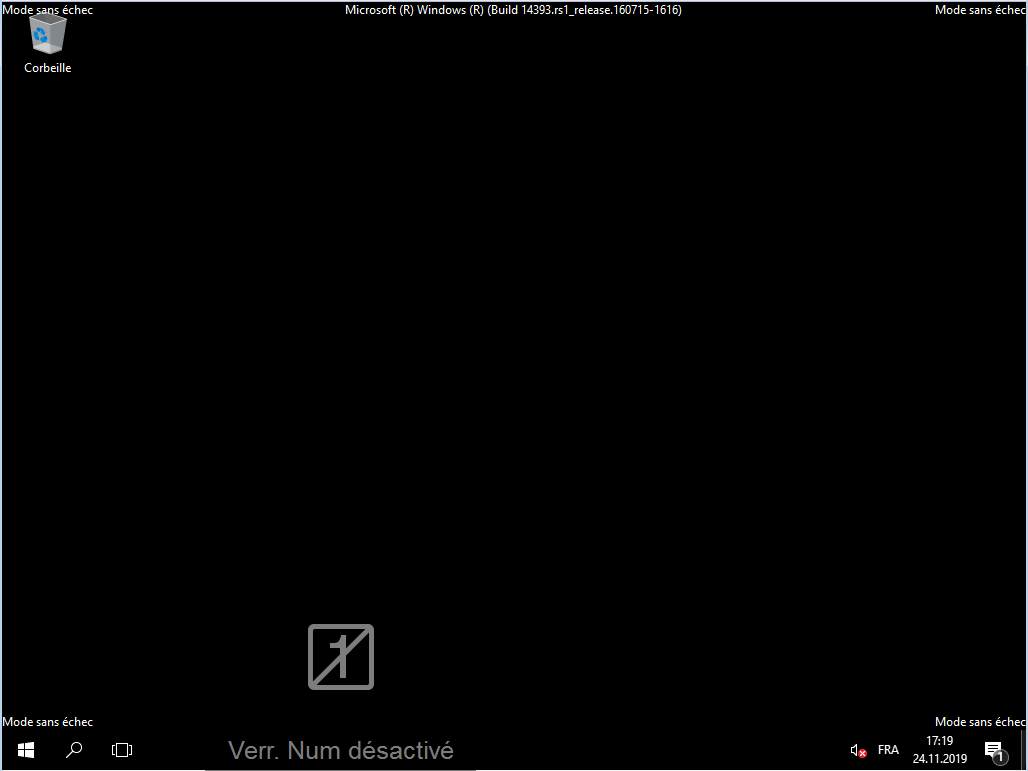 Mode sans échec
Microsoft (R) Windows (R) (Build 14393.rs1_release.160715-1616)
Mode sans échec
Corbeille
1
Mode sans échec
Mode sans échec
Verr. Num désactivé
FRA
17:19
24.11.2019
1